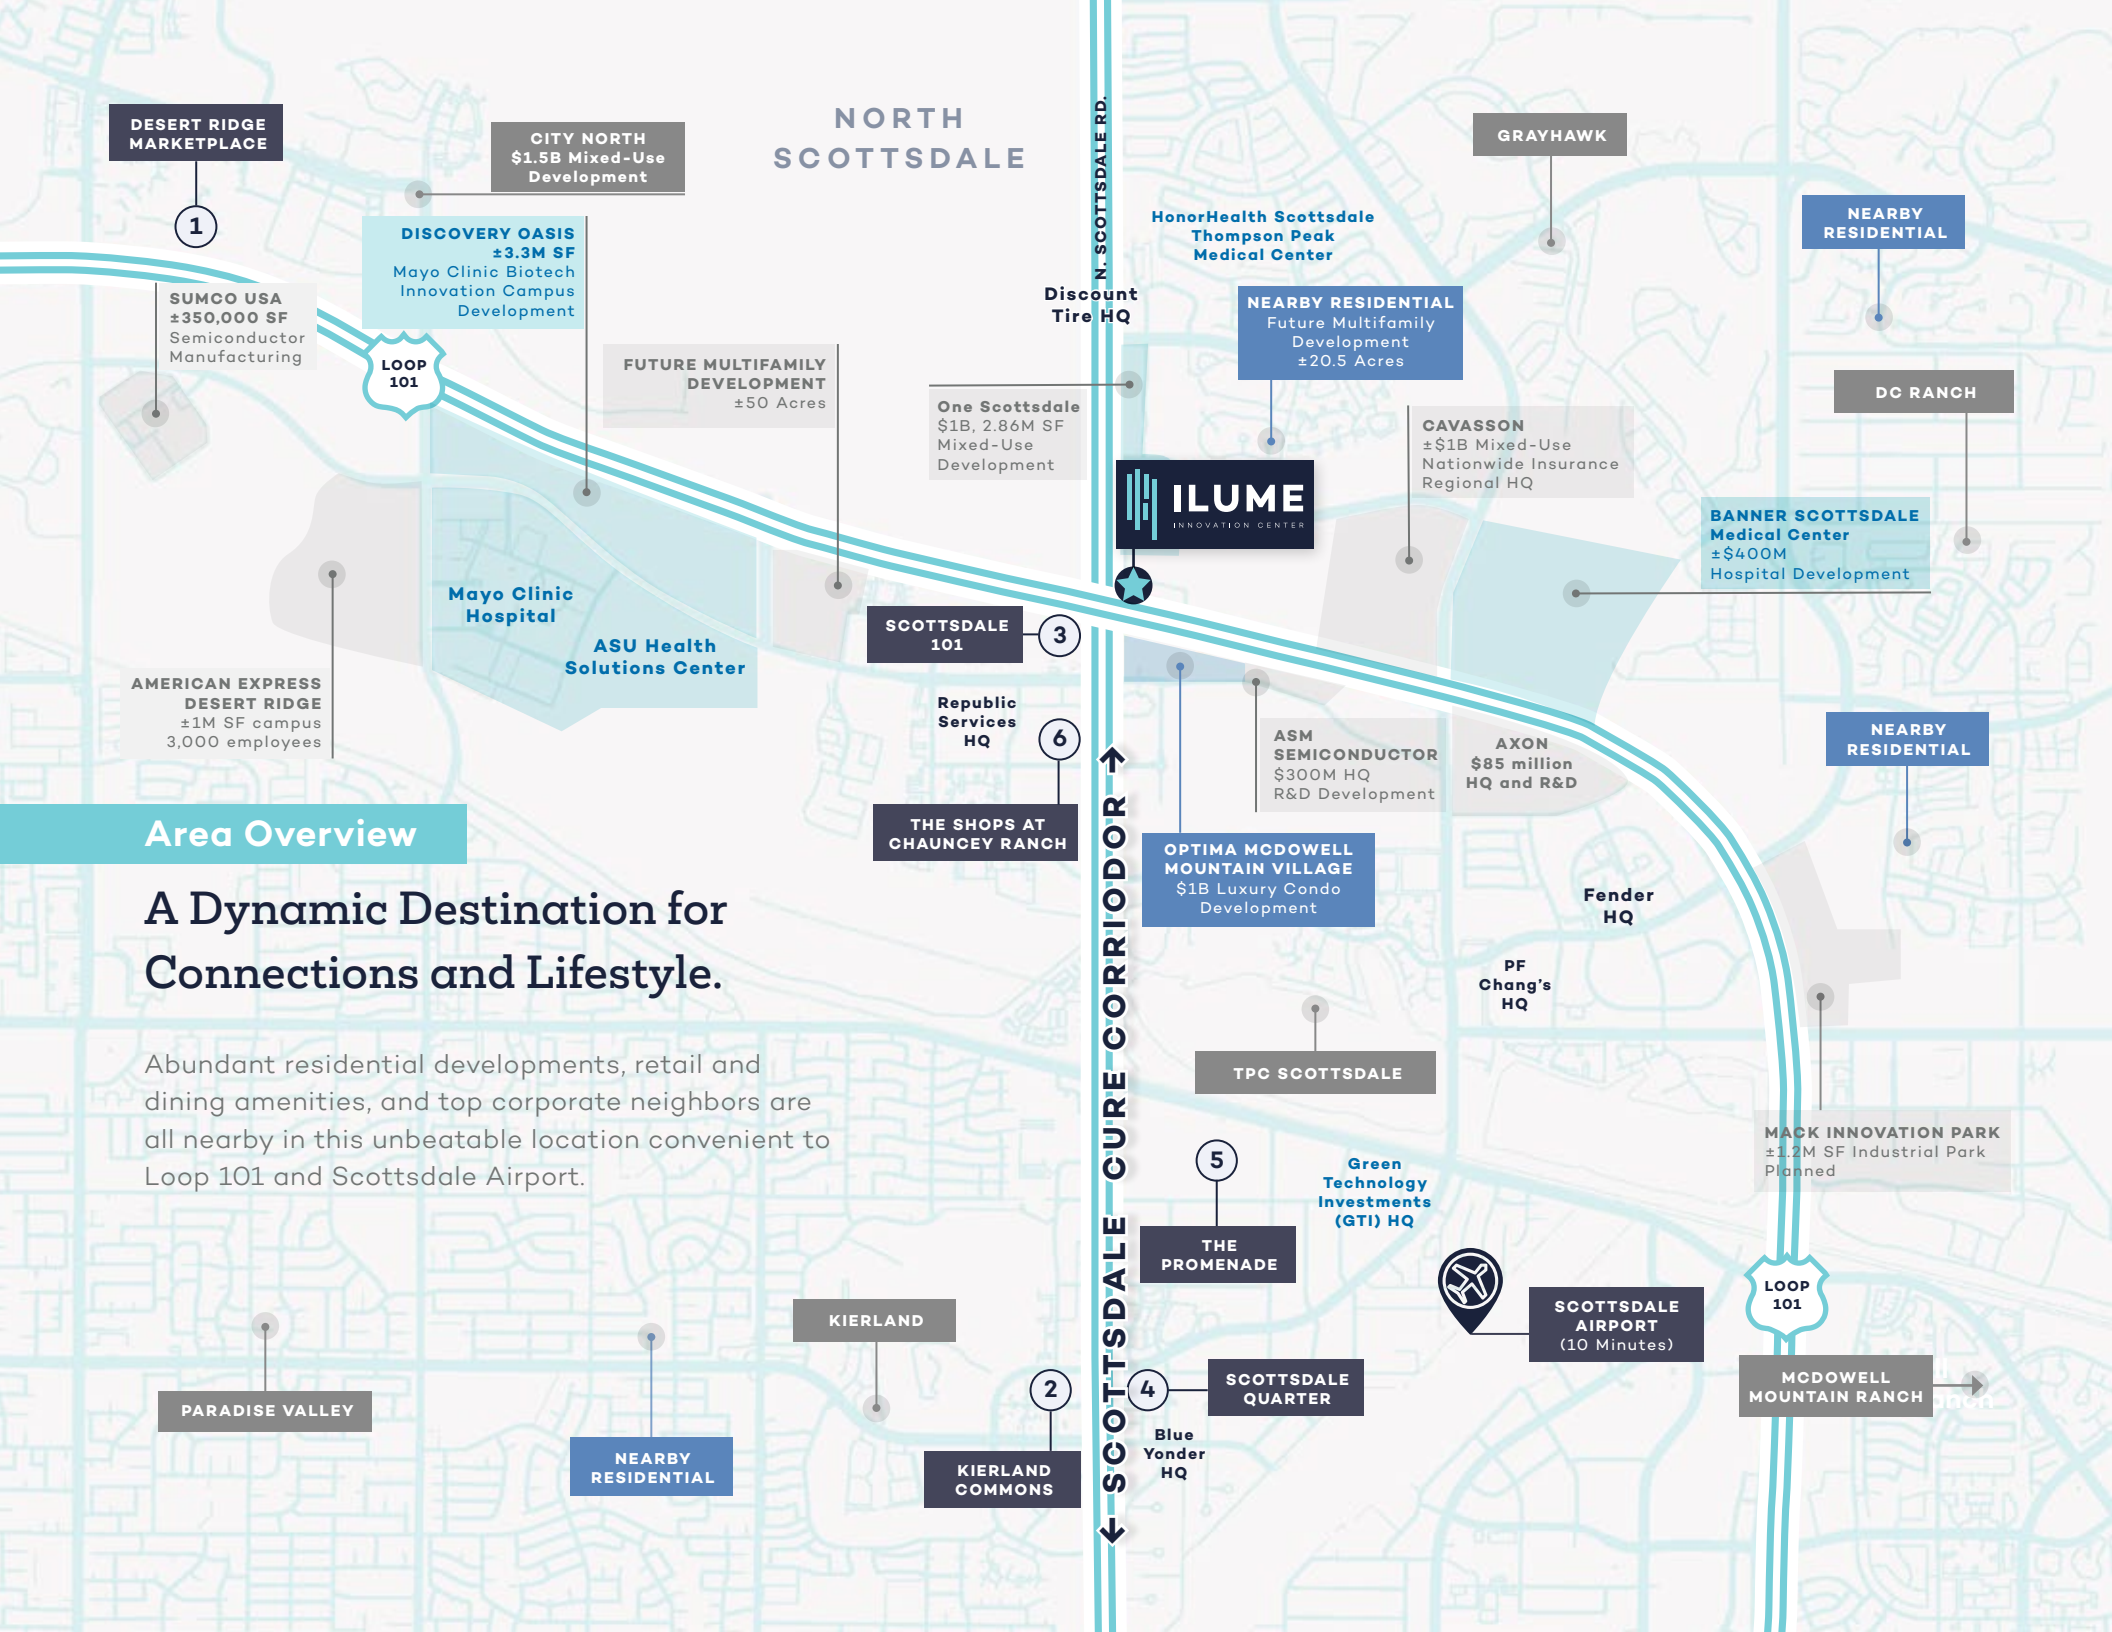 DESERT RIDGE
MARKETPLACE
1
CITY NORTH
$1.5B Mixed-Use
Development
NORTH
SCOTTSDALE
N. SCOTTSDALE RD.
GRAYHAWK
NEARBY
RESIDENTIAL
HonorHealth Scottsdale
Thompson Peak
Medical Center
DISCOVERY OASIS
±3.3M SF
Mayo Clinic Biotech
Innovation Campus
Development
SUMCO USA
±350,000 SF
Semiconductor
Manufacturing
LOOP
101
Discount
Tire HQ
NEARBY RESIDENTIAL
Future Multifamily
Development
±20.5 Acres
FUTURE MULTIFAMILY
DEVELOPMENT
±50 Acres
One Scottsdale
$1B, 2.86M SF
Mixed-Use
Development
DC RANCH
CAVASSON
±$1B Mixed-Use
Nationwide Insurance
Regional HQ
ILUME
INNOVATION CENTER
BANNER SCOTTSDALE
Medical Center
±$400M
Hospital Development
Mayo Clinic
Hospital
ASU Health
Solutions Center
SCOTTSDALE
101
3
AMERICAN EXPRESS
DESERT RIDGE
±1M SF campus
3,000 employees
Republic
Services
HQ
6
THE SHOPS AT
CHAUNCEY RANCH
ASM
SEMICONDUCTOR
$300M HQ
R&D Development
AXON
$85 million
HQ and R&D
NEARBY
RESIDENTIAL
OPTIMA MCDOWELL
MOUNTAIN VILLAGE
$1B Luxury Condo
Development
Area Overview
A Dynamic Destination for
Connections and Lifestyle.
Abundant residential developments, retail and
dining amenities, and top corporate neighbors are
all nearby in this unbeatable location convenient to
Loop 101 and Scottsdale Airport.
SCOTTSDALE CURE CORRIODOR
Fender
HQ
PF
Chang's
HQ
TPC SCOTTSDALE
MACK INNOVATION PARK
±1.2M SF Industrial Park
Planned
5
THE
PROMENADE
Green
Technology
Investments
(GTI) HQ
SCOTTSDALE
AIRPORT
(10 Minutes)
LOOP
101
MCDOWELL
MOUNTAIN RANCH
KIERLAND
PARADISE VALLEY
NEARBY
RESIDENTIAL
2
KIERLAND
COMMONS
4
SCOTTSDALE
QUARTER
Blue
Yonder
HQ